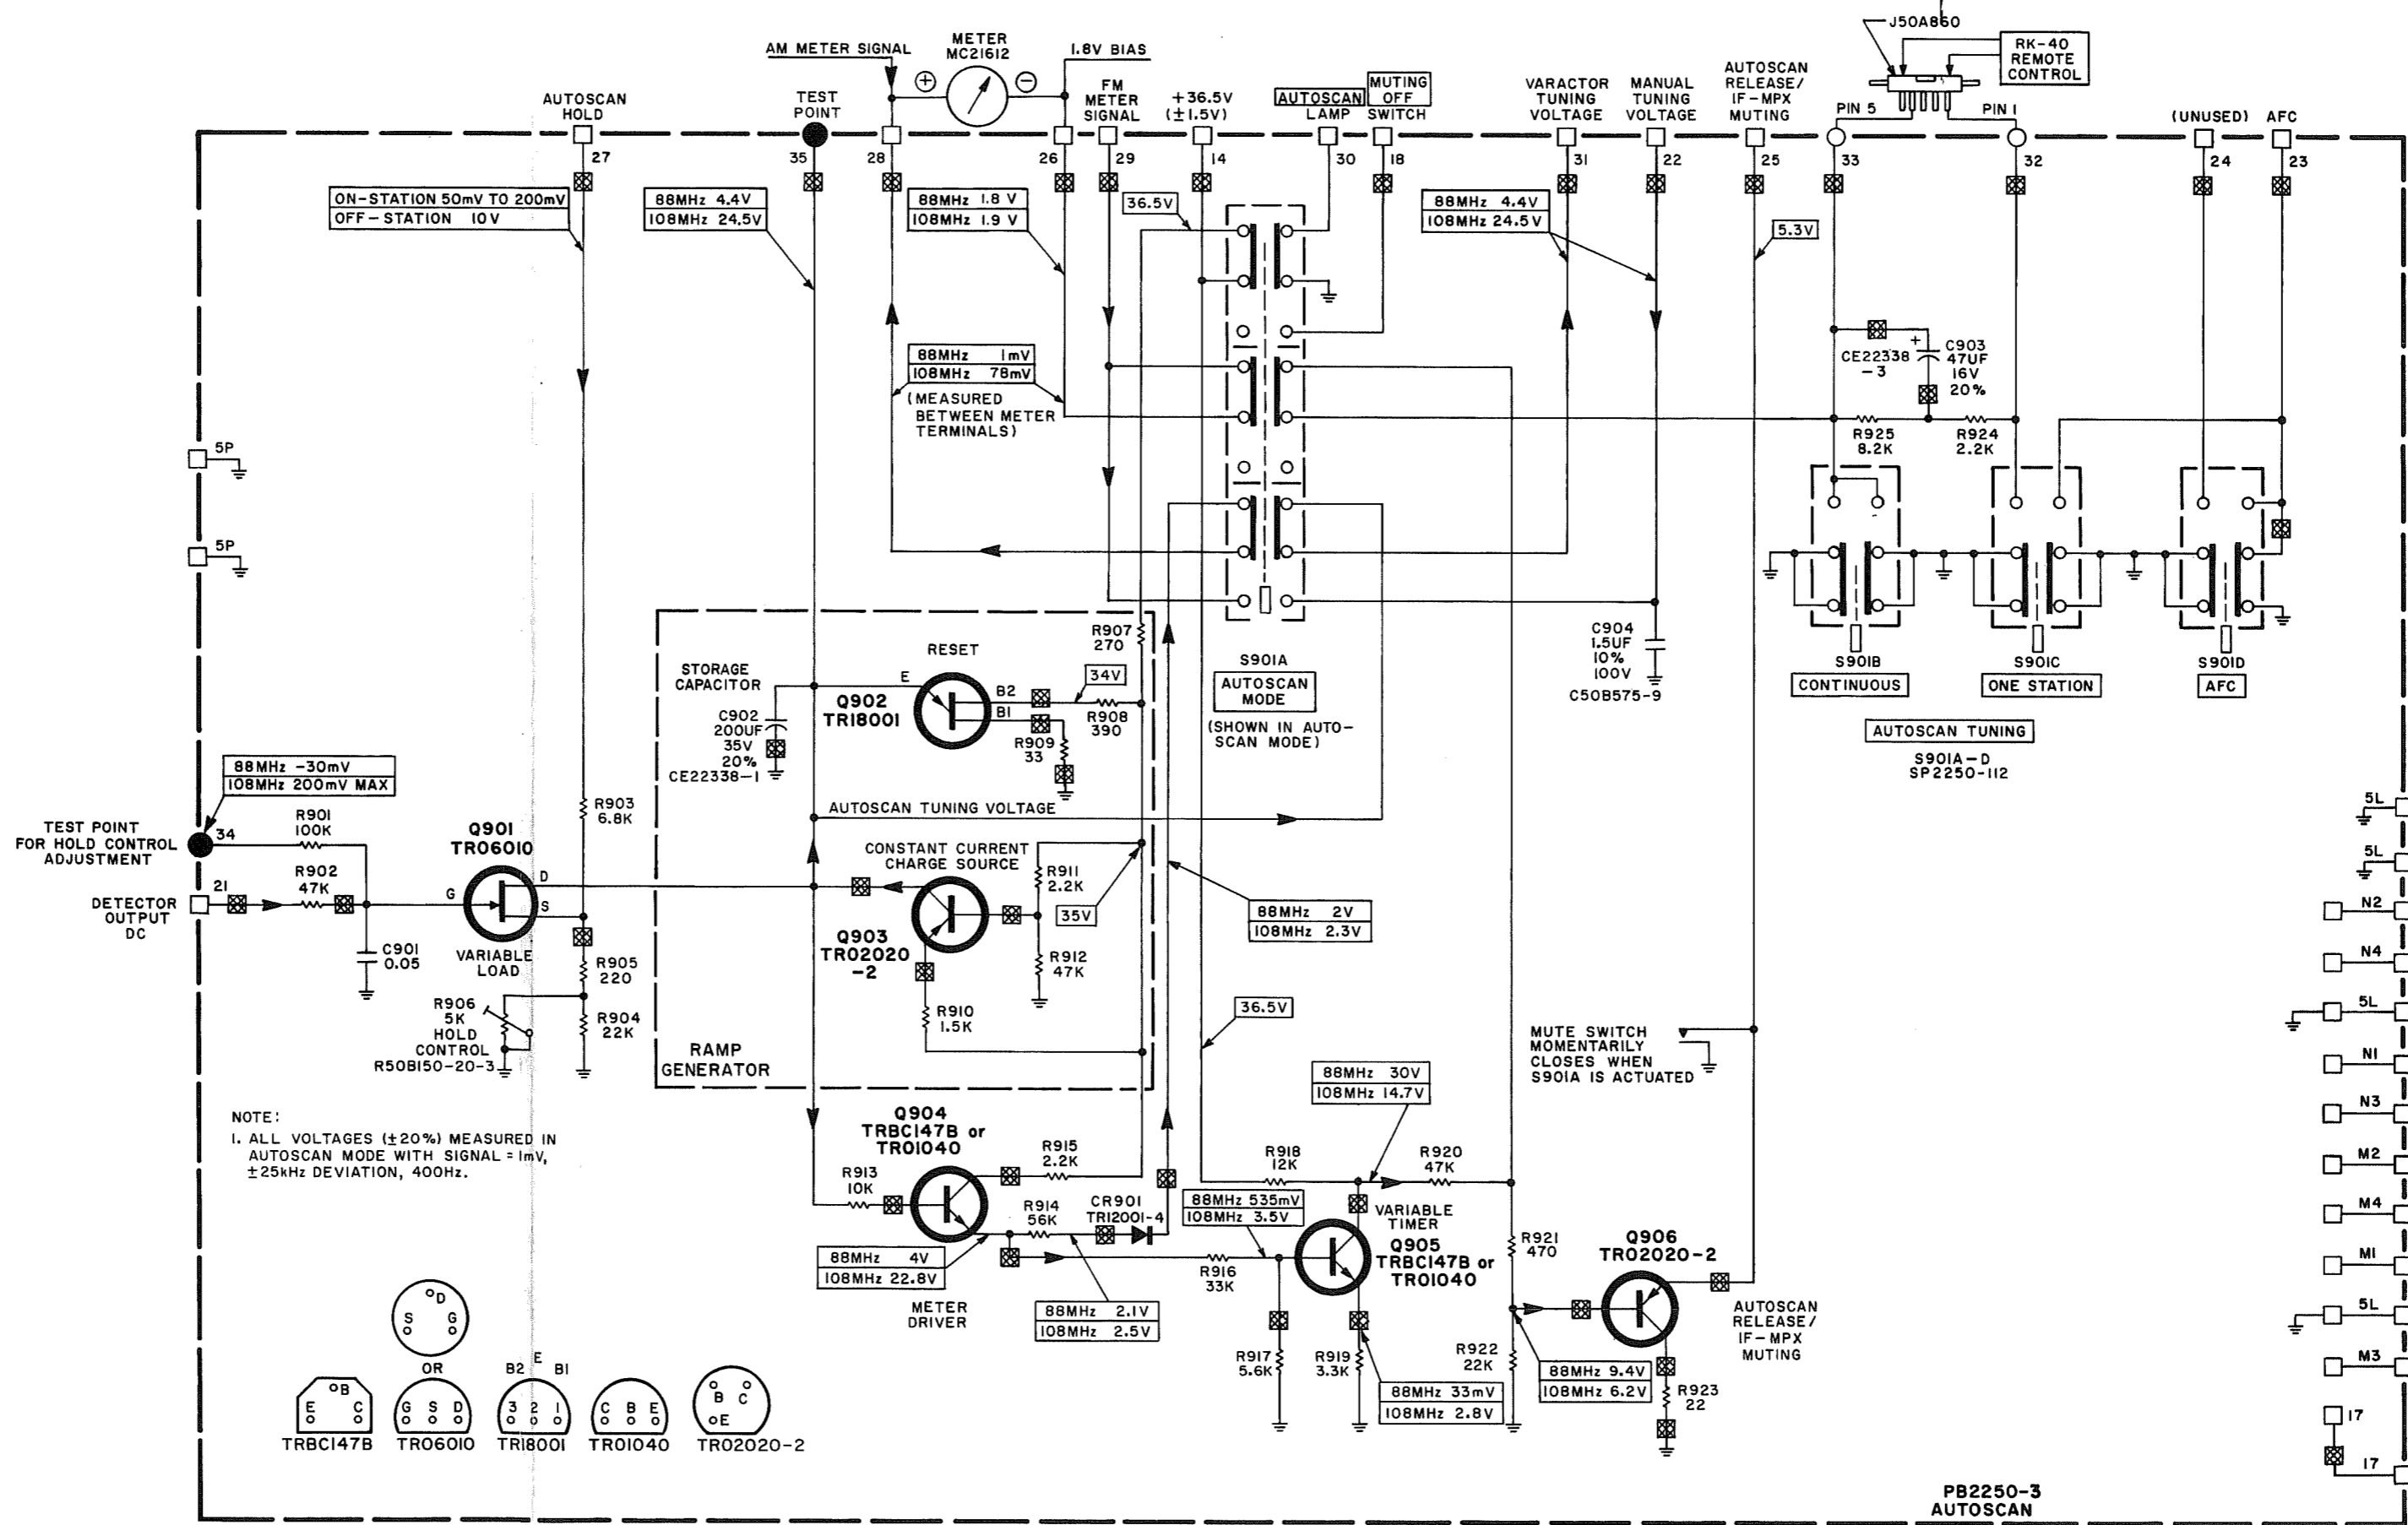 J50A860
RK-40
REMOTE
CONTROL
AM METER SIGNAL
METER
MC21612
1.8V BIAS
+
−
AUTOSCAN
HOLD
TEST
POINT
FM
METER
SIGNAL
+36.5V
(±1.5V)
AUTOSCAN
LAMP
MUTING
OFF
SWITCH
VARACTOR
TUNING
VOLTAGE
MANUAL
TUNING
VOLTAGE
AUTOSCAN
RELEASE/
IF-MPX
MUTING
PIN 5
PIN 1
(UNUSED)
AFC
27
35
28
26
29
14
30
18
31
22
25
33
32
24
23
ON-STATION 50mV TO 200mV
OFF-STATION 10V
88MHz 4.4V
108MHz 24.5V
88MHz 1.8 V
108MHz 1.9 V
36.5V
88MHz 4.4V
108MHz 24.5V
5.3V
88MHz 1mV
108MHz 78mV
(MEASURED
BETWEEN METER
TERMINALS)
CE22338
-3
+
C903
47UF
16V
20%
R925
8.2K
R924
2.2K
5P
5P
R907
270
RESET
STORAGE
CAPACITOR
C902
200UF
35V
20%
CE22338-1
E
Q902
TR18001
B2
B1
34V
R908
390
R909
33
S901A
AUTOSCAN
MODE
(SHOWN IN AUTO-
SCAN MODE)
C904
1.5UF
10%
100V
C50B575-9
S901B
CONTINUOUS
S901C
ONE STATION
S901D
AFC
AUTOSCAN TUNING
S901A-D
SP2250-112
88MHz -30mV
108MHz 200mV MAX
TEST POINT
FOR HOLD CONTROL
ADJUSTMENT
34
R901
100K
DETECTOR
OUTPUT
DC
21
R902
47K
C901
0.05
Q901
TR06010
G
D
S
VARIABLE
LOAD
R903
6.8K
R905
220
R906
5K
HOLD
CONTROL
R50B150-20-3
R904
22K
AUTOSCAN TUNING VOLTAGE
CONSTANT CURRENT
CHARGE SOURCE
Q903
TR02020
-2
R911
2.2K
35V
R912
47K
R910
1.5K
RAMP
GENERATOR
88MHz 2V
108MHz 2.3V
36.5V
MUTE SWITCH
MOMENTARILY
CLOSES WHEN
S901A IS ACTUATED
NOTE:
1. ALL VOLTAGES (±20%) MEASURED IN
AUTOSCAN MODE WITH SIGNAL = 1mV,
±25kHz DEVIATION, 400Hz.
Q904
TRBC147B or
TR01040
R913
10K
R915
2.2K
R914
56K
CR901
TR12001-4
88MHz 4V
108MHz 22.8V
METER
DRIVER
88MHz 2.1V
108MHz 2.5V
88MHz 30V
108MHz 14.7V
R918
12K
R920
47K
88MHz 535mV
108MHz 3.5V
R916
33K
VARIABLE
TIMER
Q905
TRBC147B or
TR01040
R917
5.6K
R919
3.3K
88MHz 33mV
108MHz 2.8V
R921
470
R922
22K
Q906
TR02020-2
88MHz 9.4V
108MHz 6.2V
R923
22
AUTOSCAN
RELEASE/
IF-MPX
MUTING
5L
5L
N2
N4
5L
N1
N3
M2
M4
M1
5L
M3
17
17
D
S G
OR
B
E C
TRBC147B
G S D
TR06010
B2 E B1
3 2 1
TR18001
C B E
TR01040
B C
E
TR02020-2
PB2250-3
AUTOSCAN